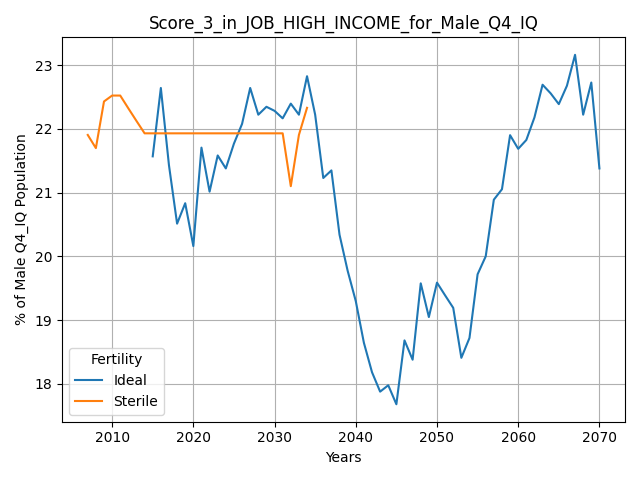 Score_3_in_JOB_HIGH_INCOME_for_Male_Q4_IQ
% of Male Q4_IQ Population
23
22
21
20
19
18
Fertility
Ideal
Sterile
2010 2020 2030 2040 2050 2060 2070
Years